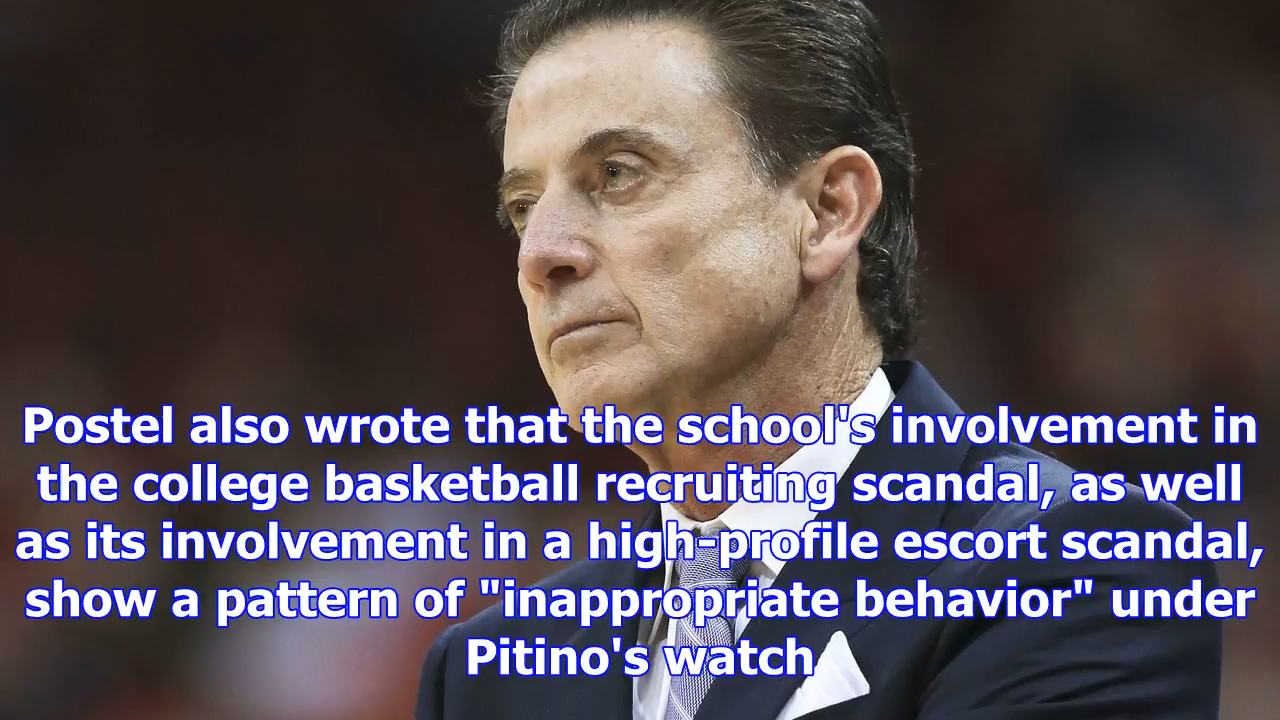 Postel also wrote that the school's involvement in
the college basketball recruiting scandal, as well
as its involvement in a high-profile escort scandal,
show a pattern of "inappropriate behavior" under
Pitino's watch